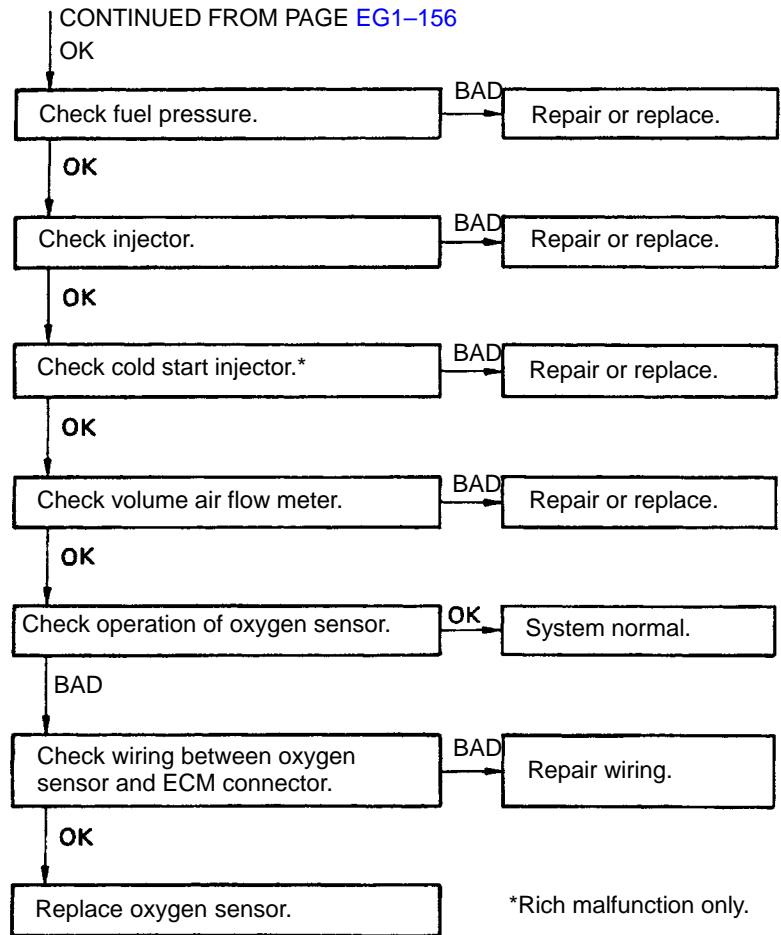 CONTINUED FROM PAGE EG1–156
OK
Check fuel pressure.
BAD
Repair or replace.
OK
Check injector.
BAD
Repair or replace.
OK
Check cold start injector.*
BAD
Repair or replace.
OK
Check volume air flow meter.
BAD
Repair or replace.
OK
Check operation of oxygen sensor.
OK
System normal.
BAD
Check wiring between oxygen
sensor and ECM connector.
BAD
Repair wiring.
OK
Replace oxygen sensor.
*Rich malfunction only.